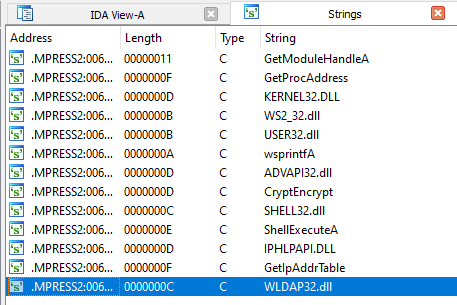 IDA View-A Strings
Address Length Type String
.MPRESS2:006... 00000011 C GetModuleHandleA
.MPRESS2:006... 0000000F C GetProcAddress
.MPRESS2:006... 0000000D C KERNEL32.DLL
.MPRESS2:006... 0000000B C WS2_32.dll
.MPRESS2:006... 0000000B C USER32.dll
.MPRESS2:006... 0000000A C wsprintfA
.MPRESS2:006... 0000000D C ADVAPI32.dll
.MPRESS2:006... 0000000D C CryptEncrypt
.MPRESS2:006... 0000000C C SHELL32.dll
.MPRESS2:006... 0000000E C ShellExecuteA
.MPRESS2:006... 0000000D C IPHLPAPI.DLL
.MPRESS2:006... 0000000F C GetIpAddrTable
.MPRESS2:006... 0000000C C WLDAP32.dll